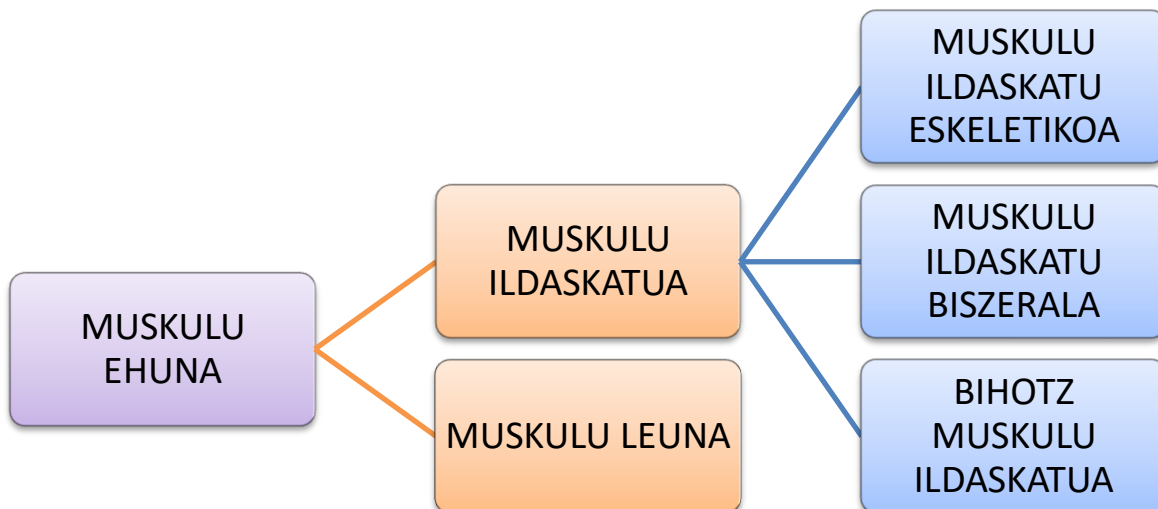 MUSKULU
EHUNA
MUSKULU
ILDASKATUA
MUSKULU LEUNA
MUSKULU
ILDASKATU
ESKELETIKOA
MUSKULU
ILDASKATU
BISZERALA
BIHOTZ
MUSKULU
ILDASKATUA